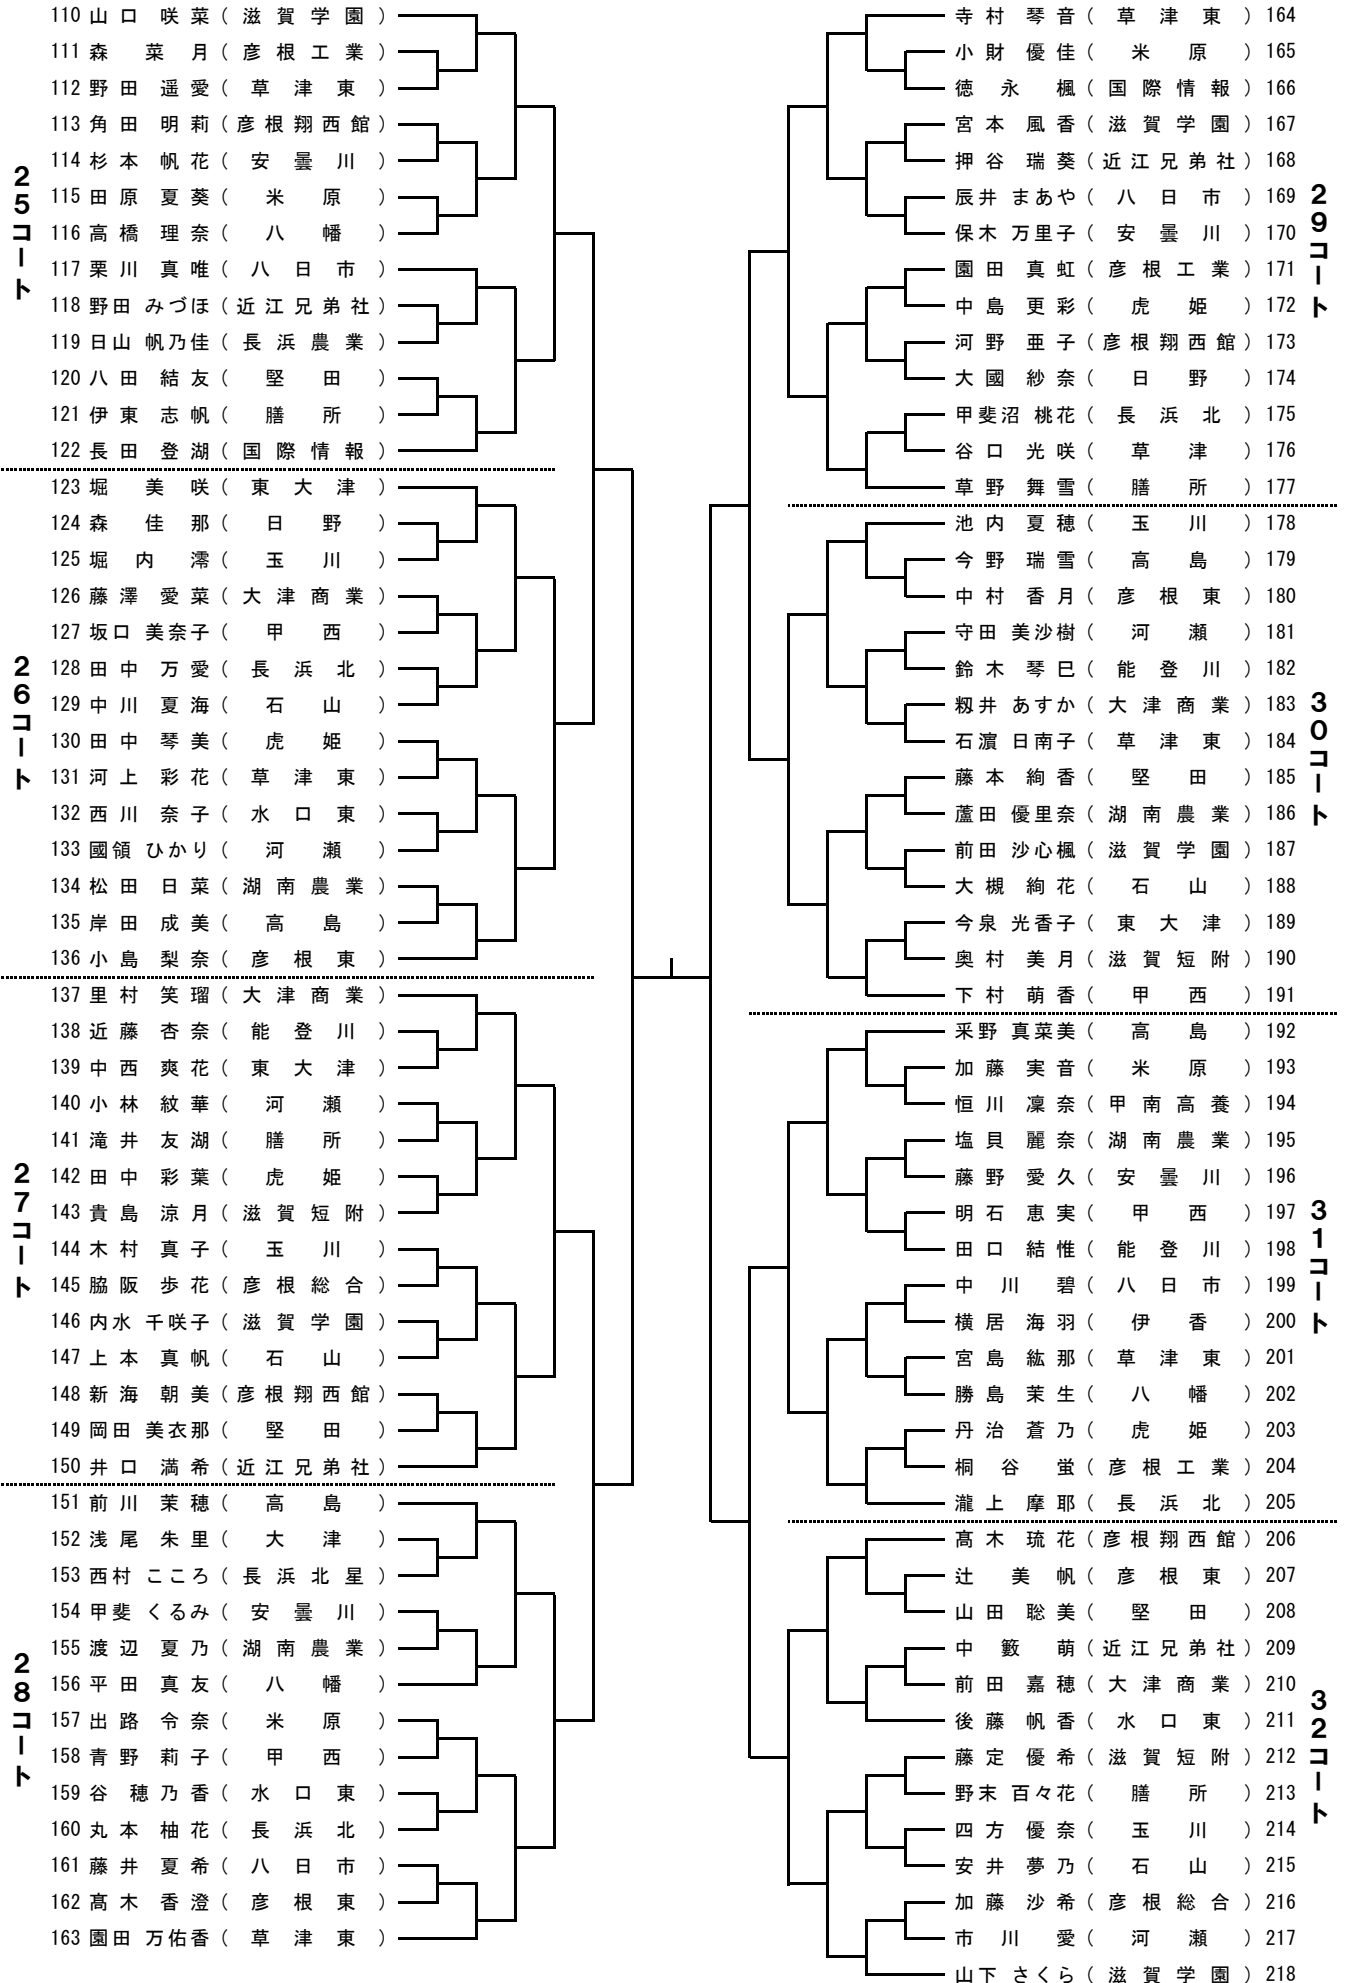 25コート
110 山口 咲菜 (滋賀学園)
111 森 菜月 (彦根工業)
112 野田 遥愛 (草津東)
113 角田 明莉 (彦根翔西館)
114 杉本 帆花 (安曇川)
115 田原 夏葵 (米原)
116 高橋 理奈 (八幡)
117 栗川 真唯 (八日市)
118 野田 みづほ (近江兄弟社)
119 日山 帆乃佳 (長浜農業)
120 八田 結友 (堅田)
121 伊東 志帆 (膳所)
122 長田 登湖 (国際情報)
26コート
123 堀 美咲 (東大津)
124 森 佳那 (日野)
125 堀内 澪 (玉川)
126 藤澤 愛菜 (大津商業)
127 坂口 美奈子 (甲西)
128 田中 万愛 (長浜北)
129 中川 夏海 (石山)
130 田中 琴美 (虎姫)
131 河上 彩花 (草津東)
132 西川 奈子 (水口東)
133 國領 ひかり (河瀬)
134 松田 日菜 (湖南農業)
135 岸田 成美 (高島)
136 小島 梨奈 (彦根東)
27コート
137 里村 笑瑠 (大津商業)
138 近藤 杏奈 (能登川)
139 中西 爽花 (東大津)
140 小林 紋華 (河瀬)
141 滝井 友湖 (膳所)
142 田中 彩葉 (虎姫)
143 貴島 涼月 (滋賀短附)
144 木村 真子 (玉川)
145 脇阪 歩花 (彦根総合)
146 内水 千咲子 (滋賀学園)
147 上本 真帆 (石山)
148 新海 朝美 (彦根翔西館)
149 岡田 美衣那 (堅田)
150 井口 満希 (近江兄弟社)
28コート
151 前川 茉穂 (高島)
152 浅尾 朱里 (大津)
153 西村 こころ (長浜北星)
154 甲斐 くるみ (安曇川)
155 渡辺 夏乃 (湖南農業)
156 平田 真友 (八幡)
157 出路 令奈 (米原)
158 青野 莉子 (甲西)
159 谷 穂乃香 (水口東)
160 丸本 柚花 (長浜北)
161 藤井 夏希 (八日市)
162 髙木 香澄 (彦根東)
163 園田 万佑香 (草津東)
29コート
寺村 琴音 (草津東) 164
小財 優佳 (米原) 165
徳永 楓 (国際情報) 166
宮本 風香 (滋賀学園) 167
押谷 瑞葵 (近江兄弟社) 168
辰井 まあや (八日市) 169
保木 万里子 (安曇川) 170
園田 真虹 (彦根工業) 171
中島 更彩 (虎姫) 172
河野 亜子 (彦根翔西館) 173
大國 紗奈 (日野) 174
甲斐沼 桃花 (長浜北) 175
谷口 光咲 (草津) 176
草野 舞雪 (膳所) 177
30コート
池内 夏穂 (玉川) 178
今野 瑞雪 (高島) 179
中村 香月 (彦根東) 180
守田 美沙樹 (河瀬) 181
鈴木 琴巳 (能登川) 182
籾井 あすか (大津商業) 183
石濵 日南子 (草津東) 184
藤本 絢香 (堅田) 185
蘆田 優里奈 (湖南農業) 186
前田 沙心楓 (滋賀学園) 187
大槻 絢花 (石山) 188
今泉 光香子 (東大津) 189
奥村 美月 (滋賀短附) 190
下村 萌香 (甲西) 191
31コート
采野 真菜美 (高島) 192
加藤 実音 (米原) 193
恒川 凜奈 (甲南高養) 194
塩貝 麗奈 (湖南農業) 195
藤野 愛久 (安曇川) 196
明石 恵実 (甲西) 197
田口 結惟 (能登川) 198
中川 碧 (八日市) 199
横居 海羽 (伊香) 200
宮島 紘那 (草津東) 201
勝島 茉生 (八幡) 202
丹治 蒼乃 (虎姫) 203
桐谷 蛍 (彦根工業) 204
瀧上 摩耶 (長浜北) 205
32コート
髙木 琉花 (彦根翔西館) 206
辻 美帆 (彦根東) 207
山田 聡美 (堅田) 208
中籔 萌 (近江兄弟社) 209
前田 嘉穂 (大津商業) 210
後藤 帆香 (水口東) 211
藤定 優希 (滋賀短附) 212
野末 百々花 (膳所) 213
四方 優奈 (玉川) 214
安井 夢乃 (石山) 215
加藤 沙希 (彦根総合) 216
市川 愛 (河瀬) 217
山下 さくら (滋賀学園) 218